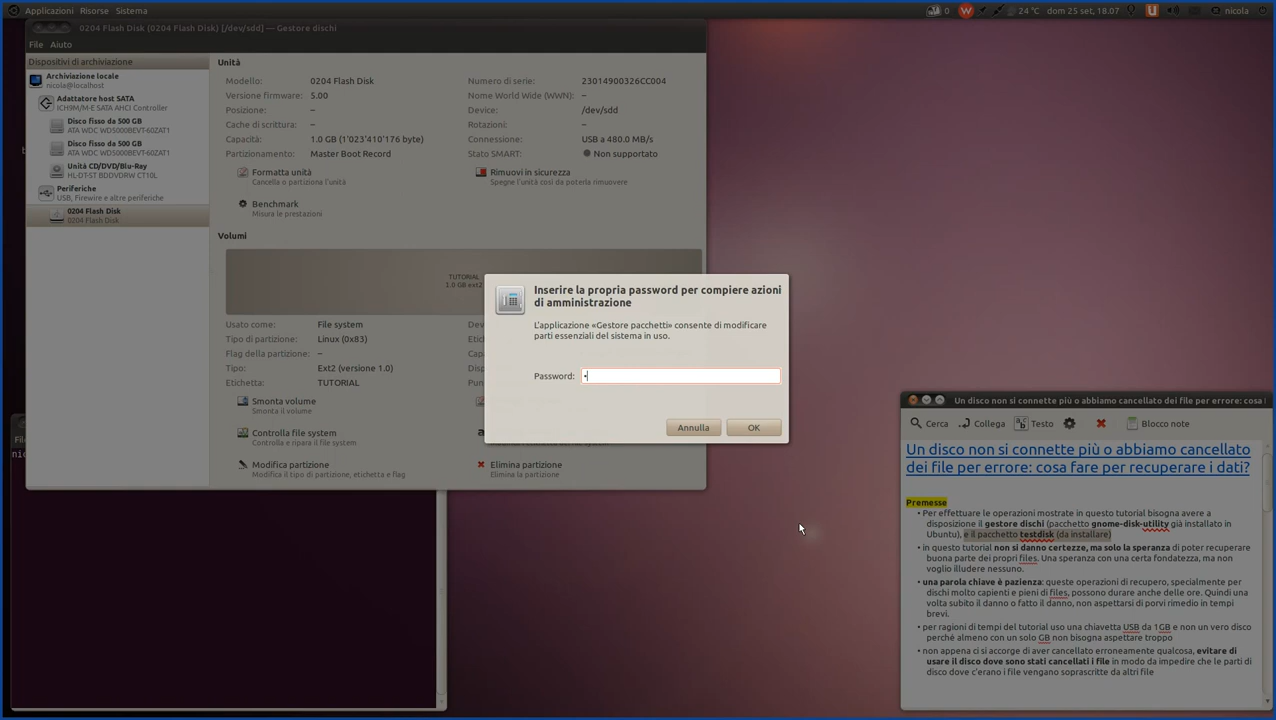 Applicazioni Risorse Sistema
0 24 °C dom 25 set, 18.07 nicola
0204 Flash Disk (0204 Flash Disk) [/dev/sdd] — Gestore dischi
File Aiuto
Dispositivi di archiviazione
Archiviazione locale
nicola@localhost
Adattatore host SATA
ICH9M/M-E SATA AHCI Controller
Disco fisso da 500 GB
ATA WDC WD5000BEVT-60ZAT1
Disco fisso da 500 GB
ATA WDC WD5000BEVT-60ZAT1
Unità CD/DVD/Blu-Ray
HL-DT-ST BDDVDRW CT10L
Periferiche
USB, Firewire e altre periferiche
0204 Flash Disk
0204 Flash Disk
Unità
Modello: 0204 Flash Disk
Numero di serie: 23014900326CC004
Versione firmware: 5.00
Nome World Wide (WWN): –
Posizione: –
Device: /dev/sdd
Cache di scrittura: –
Rotazioni: –
Capacità: 1.0 GB (1'023'410'176 byte)
Connessione: USB a 480.0 MB/s
Partizionamento: Master Boot Record
Stato SMART: Non supportato
Formatta unità
Cancella o partiziona l'unità
Rimuovi in sicurezza
Spegne l'unità così da poterla rimuovere
Benchmark
Misura le prestazioni
Volumi
TUTORIAL
1.0 GB ext2
Usato come: File system
Tipo di partizione: Linux (0x83)
Flag della partizione: –
Tipo: Ext2 (versione 1.0)
Etichetta: TUTORIAL
Smonta volume
Smonta il volume
Controlla file system
Controlla e ripara il file system
Modifica partizione
Modifica il tipo di partizione, etichetta e flag
Elimina partizione
Elimina la partizione
Inserire la propria password per compiere azioni
di amministrazione
L'applicazione «Gestore pacchetti» consente di modificare
parti essenziali del sistema in uso.
Password: •
Annulla OK
Un disco non si connette più o abbiamo cancellato dei file per errore: cosa
Cerca Collega Testo Blocco note
Un disco non si connette più o abbiamo cancellato
dei file per errore: cosa fare per recuperare i dati?
Premesse
• Per effettuare le operazioni mostrate in questo tutorial bisogna avere a
disposizione il gestore dischi (pacchetto gnome-disk-utility già installato in
Ubuntu), e il pacchetto testdisk (da installare)
• in questo tutorial non si danno certezze, ma solo la speranza di poter recuperare
buona parte dei propri files. Una speranza con una certa fondatezza, ma non
voglio illudere nessuno.
• una parola chiave è pazienza: queste operazioni di recupero, specialmente per
dischi molto capienti e pieni di files, possono durare anche delle ore. Quindi una
volta subito il danno o fatto il danno, non aspettarsi di porvi rimedio in tempi
brevi.
• per ragioni di tempi del tutorial uso una chiavetta USB da 1GB e non un vero disco
perché almeno con un solo GB non bisogna aspettare troppo
• non appena ci si accorge di aver cancellato erroneamente qualcosa, evitare di
usare il disco dove sono stati cancellati i file in modo da impedire che le parti di
disco dove c'erano i file vengano soprascritte da altri file